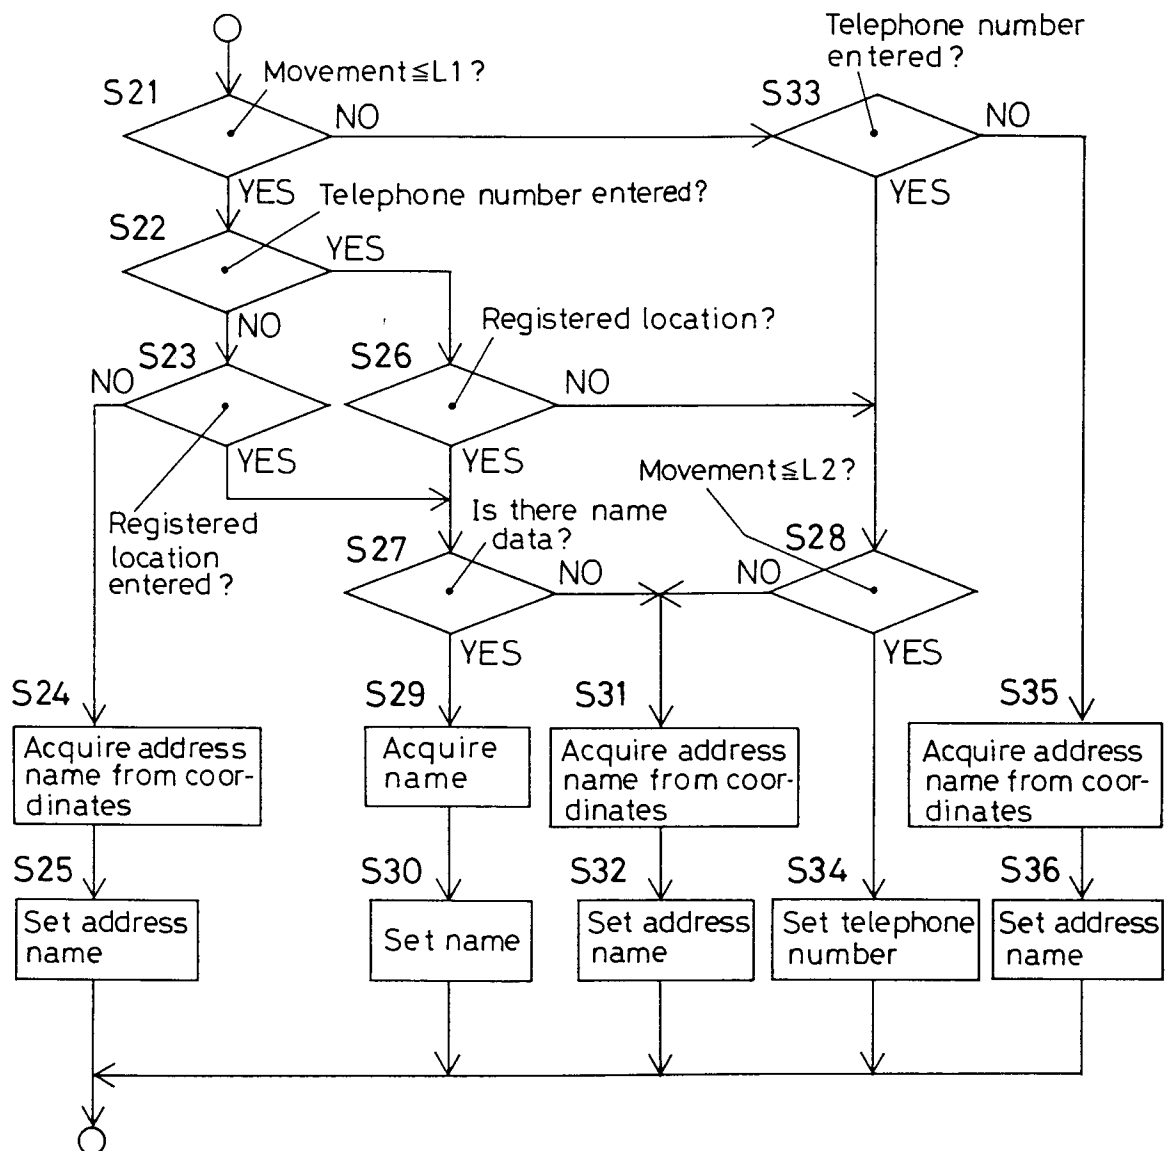 Telephone number
entered?
Movement≦L1?
S21
NO
S33
NO
YES
Telephone number entered?
YES
S22
YES
NO
Registered location?
S23
S26
NO
NO
YES
YES
Movement≦L2?
Registered
location
entered?
Is there name
data?
S27
S28
NO
NO
YES
YES
S24
S29
S31
S35
Acquire address
name from coor-
dinates
Acquire
name
Acquire address
name from coor-
dinates
Acquire address
name from coor-
dinates
S25
S30
S32
S34
S36
Set address
name
Set name
Set address
name
Set telephone
number
Set address
name